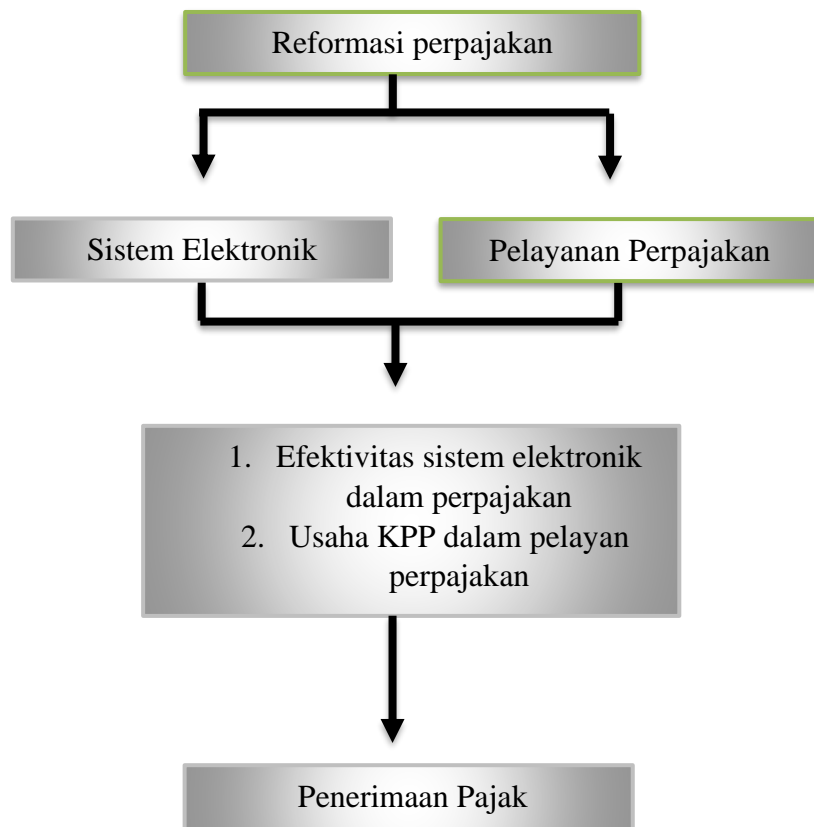 Reformasi perpajakan
Sistem Elektronik
Pelayanan Perpajakan
1. Efektivitas sistem elektronik
dalam perpajakan
2. Usaha KPP dalam pelayan
perpajakan
Penerimaan Pajak